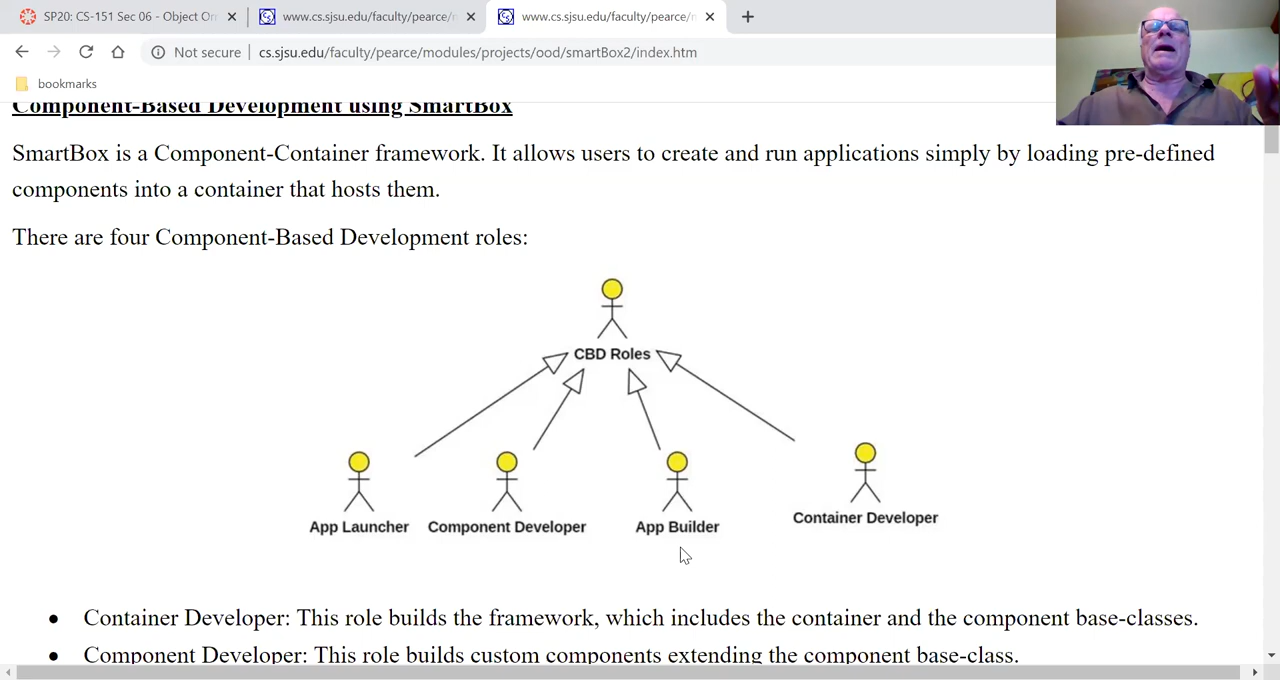 SP20: CS-151 Sec 06 - Object Or
www.cs.sjsu.edu/faculty/pearce/
www.cs.sjsu.edu/faculty/pearce/
Not secure
cs.sjsu.edu/faculty/pearce/modules/projects/ood/smartBox2/index.htm
bookmarks
Component-Based Development using SmartBox
SmartBox is a Component-Container framework. It allows users to create and run applications simply by loading pre-defined
components into a container that hosts them.
There are four Component-Based Development roles:
CBD Roles
App Launcher
Component Developer
App Builder
Container Developer
• Container Developer: This role builds the framework, which includes the container and the component base-classes.
• Component Developer: This role builds custom components extending the component base-class.